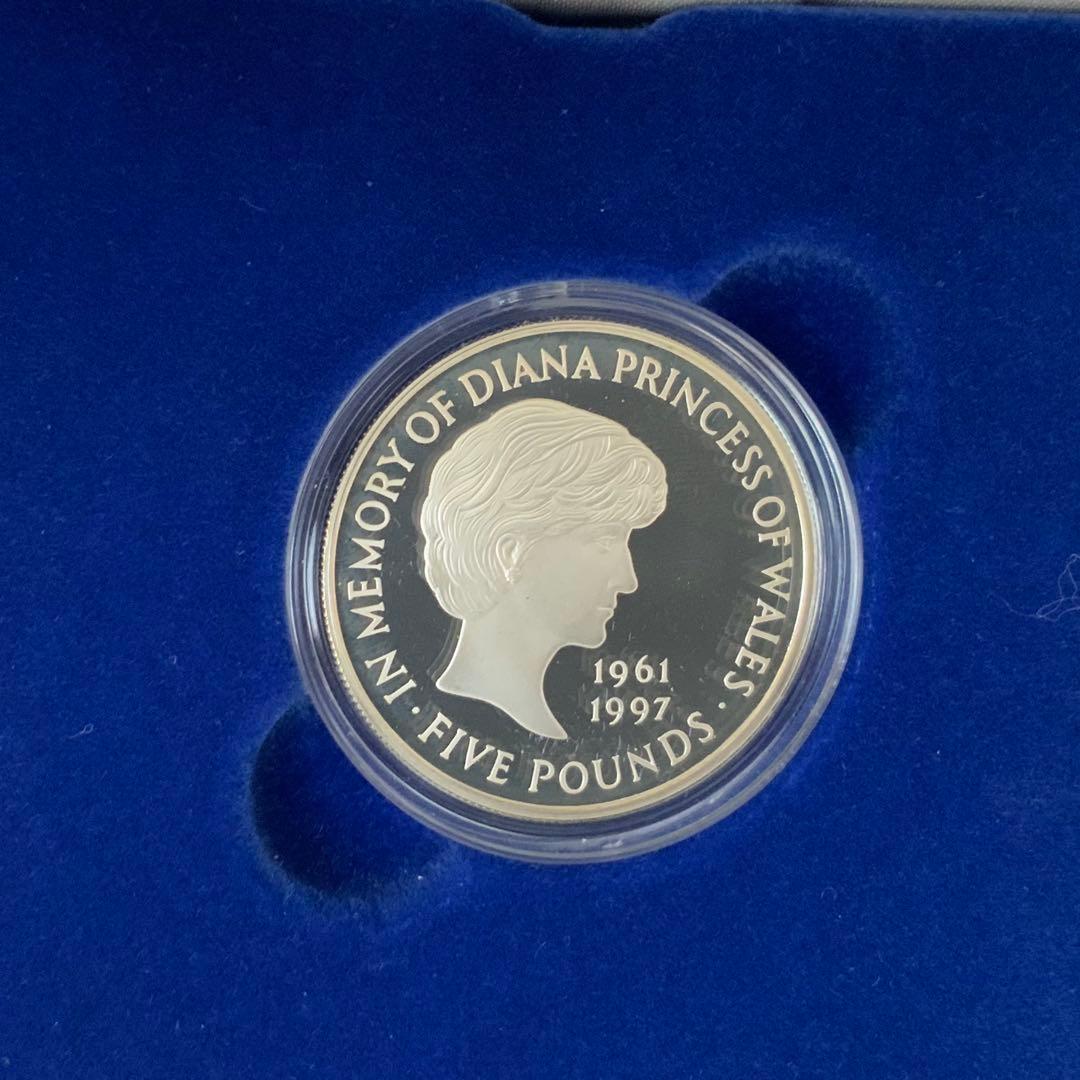 IN MEMORY OF DIANA PRINCESS OF WALES
1961
1997
· FIVE POUNDS ·